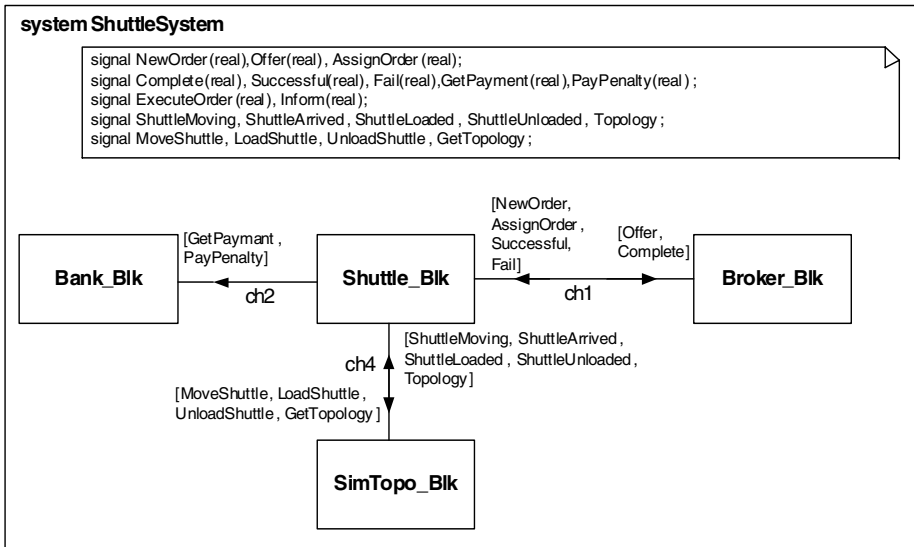 system ShuttleSystem
signal NewOrder(real),Offer(real), AssignOrder(real);
signal Complete(real), Successful(real), Fail(real),GetPayment(real),PayPenalty(real);
signal ExecuteOrder(real), Inform(real);
signal ShuttleMoving, ShuttleArrived, ShuttleLoaded, ShuttleUnloaded, Topology;
signal MoveShuttle, LoadShuttle, UnloadShuttle, GetTopology;
[NewOrder,
AssignOrder,
Successful,
Fail]
[GetPaymant,
PayPenalty]
[Offer,
Complete]
Bank_Blk
Shuttle_Blk
Broker_Blk
ch2
ch1
[ShuttleMoving, ShuttleArrived,
ShuttleLoaded, ShuttleUnloaded,
Topology]
ch4
[MoveShuttle, LoadShuttle,
UnloadShuttle, GetTopology]
SimTopo_Blk